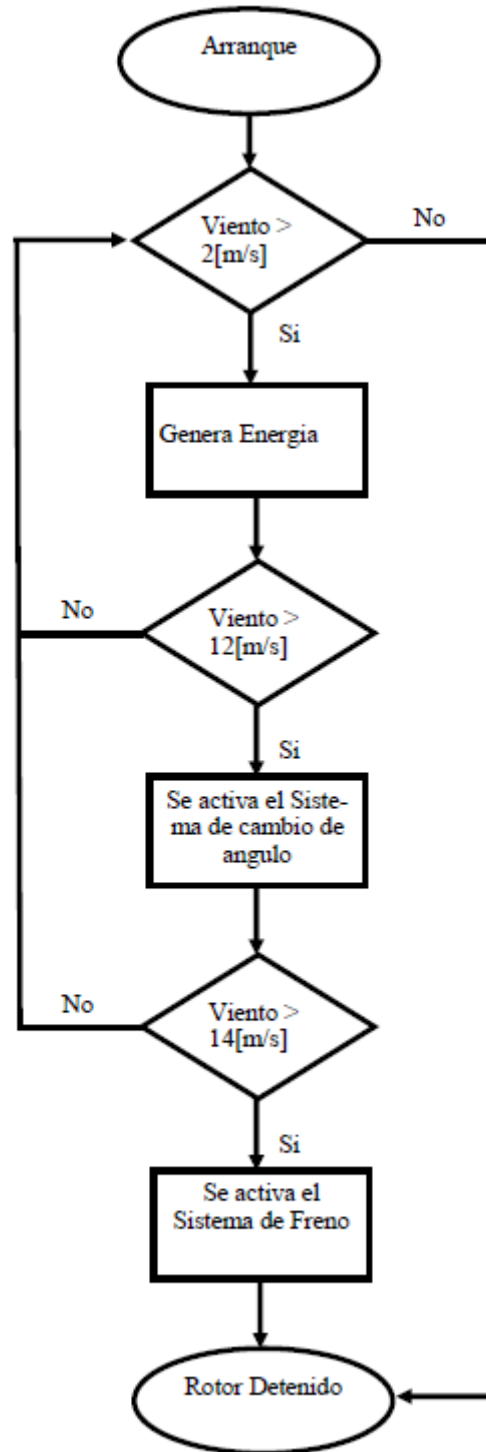 Arranque
Viento >
2[m/s]
No
Si
Genera Energia
No
Viento >
12[m/s]
Si
Se activa el Siste-
ma de cambio de
angulo
No
Viento >
14[m/s]
Si
Se activa el
Sistema de Freno
Rotor Detenido